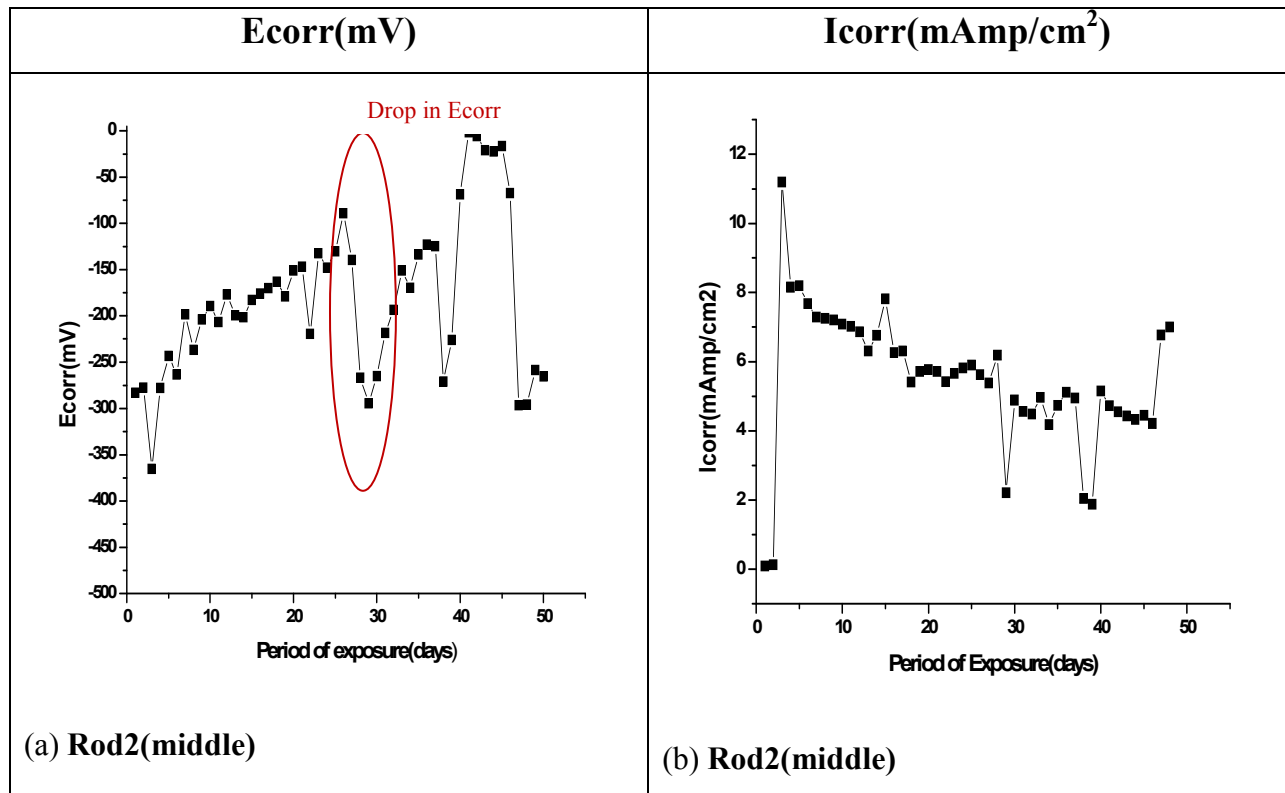 Ecorr(mV)
Icorr(mAmp/cm²)
Drop in Ecorr
0
-50
-100
-150
-200
-250
-300
-350
-400
-450
-500
Ecorr(mV)
0 10 20 30 40 50
Period of exposure(days)
(a) Rod2(middle)
12
10
8
6
4
2
0
Icorr(mAmp/cm2)
0 10 20 30 40 50
Period of Exposure(days)
(b) Rod2(middle)